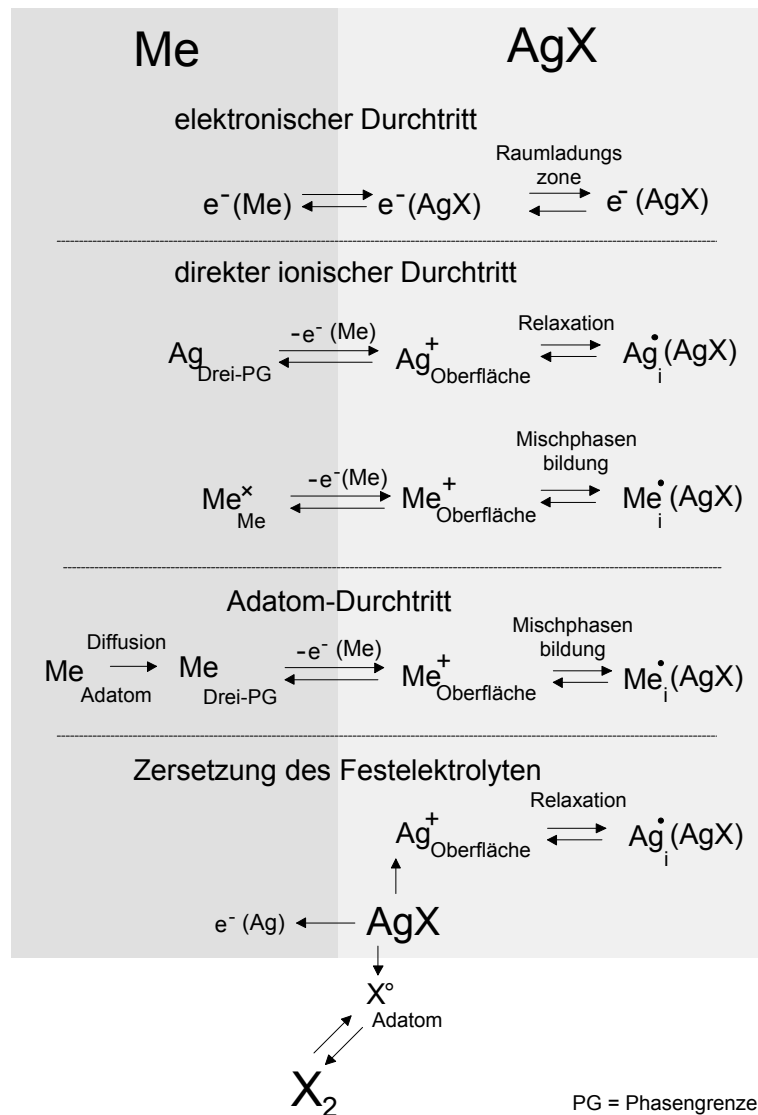 Me AgX
elektronischer Durchtritt
Raumladungs
zone
e⁻(Me) e⁻(AgX) e⁻(AgX)
direkter ionischer Durchtritt
Ag Drei-PG -e⁻(Me) Ag⁺ Oberfläche Relaxation Ag•i(AgX)
Mischphasen
bildung
Me×Me -e⁻(Me) Me⁺ Oberfläche Me•i(AgX)
Adatom-Durchtritt
Mischphasen
bildung
Me Adatom Diffusion Me Drei-PG -e⁻(Me) Me⁺ Oberfläche Me•i(AgX)
Zersetzung des Festelektrolyten
Ag⁺ Oberfläche Relaxation Ag•i(AgX)
e⁻(Ag) AgX
X° Adatom
X₂
PG = Phasengrenze